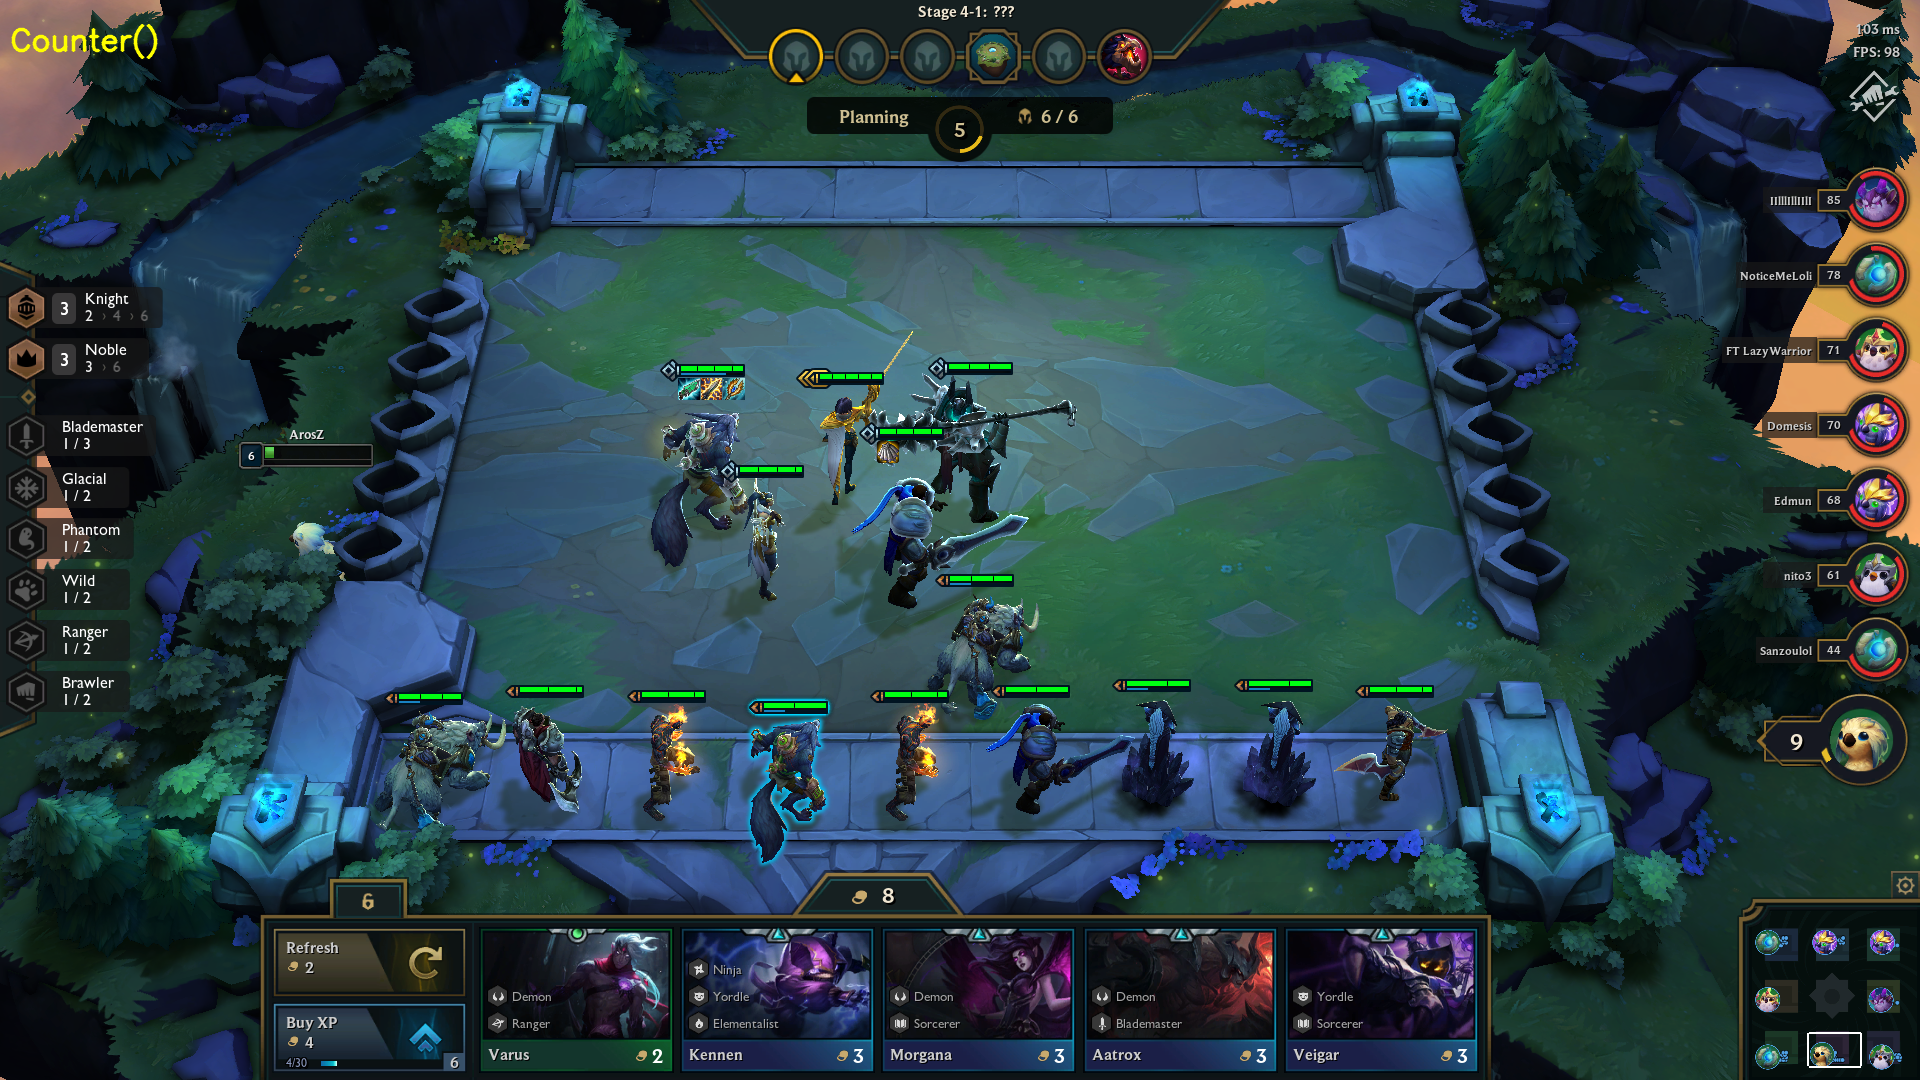 Counter()
Stage 4-1: ???
103 ms
FPS: 98
Planning
5
6 / 6
85
NoticeMeLoli
78
FT LazyWarrior
71
Domesis
70
Edmun
68
nito3
61
Sanzoulol
44
9
3
Knight
2 › 4 › 6
3
Noble
3 › 6
Blademaster
1 / 3
Glacial
1 / 2
Phantom
1 / 2
Wild
1 / 2
Ranger
1 / 2
Brawler
1 / 2
ArosZ
6
6
8
Refresh
2
Buy XP
4
4/30
6
Demon
Ranger
Varus
2
Ninja
Yordle
Elementalist
Kennen
3
Demon
Sorcerer
Morgana
3
Demon
Blademaster
Aatrox
3
Yordle
Sorcerer
Veigar
3